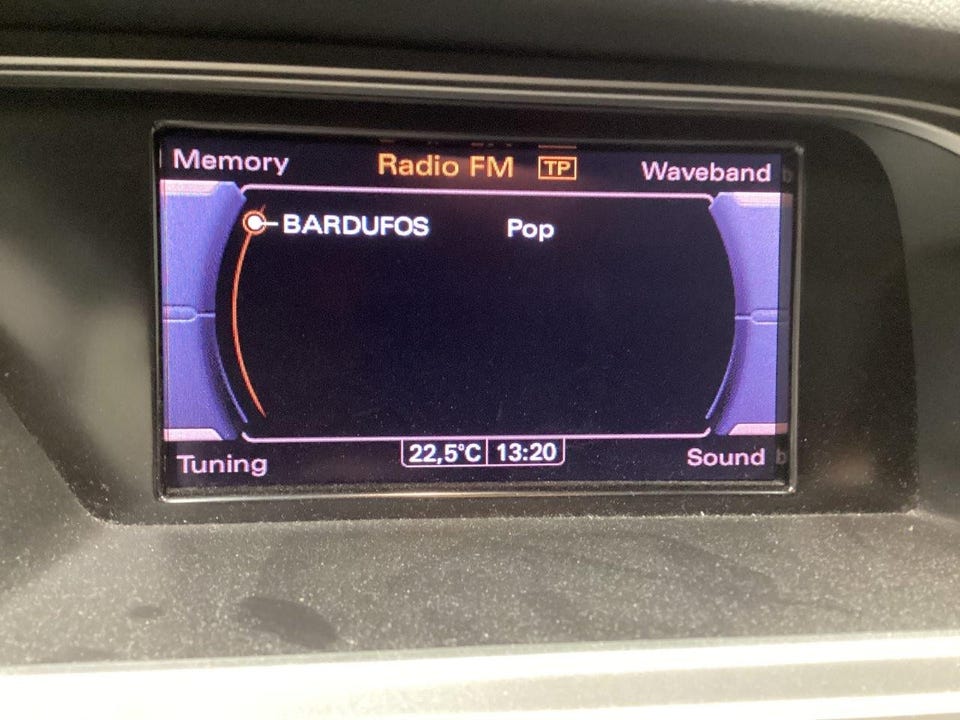 Memory Radio FM TP Waveband
BARDUFOS Pop
22,5°C 13:20
Tuning Sound